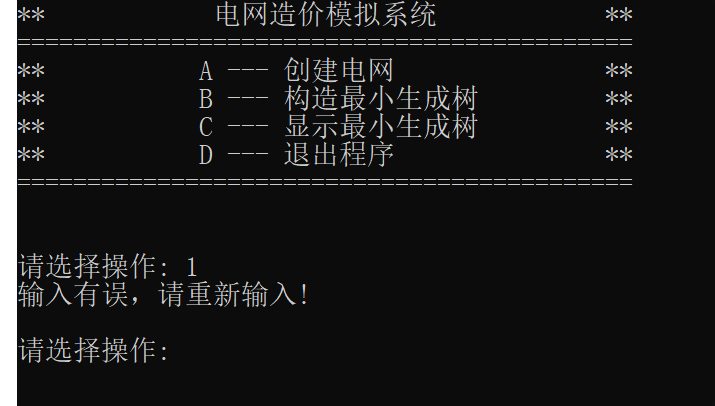 ** 电网造价模拟系统 **
============================================
** A --- 创建电网 **
** B --- 构造最小生成树 **
** C --- 显示最小生成树 **
** D --- 退出程序 **
============================================
请选择操作: 1
输入有误，请重新输入!
请选择操作: